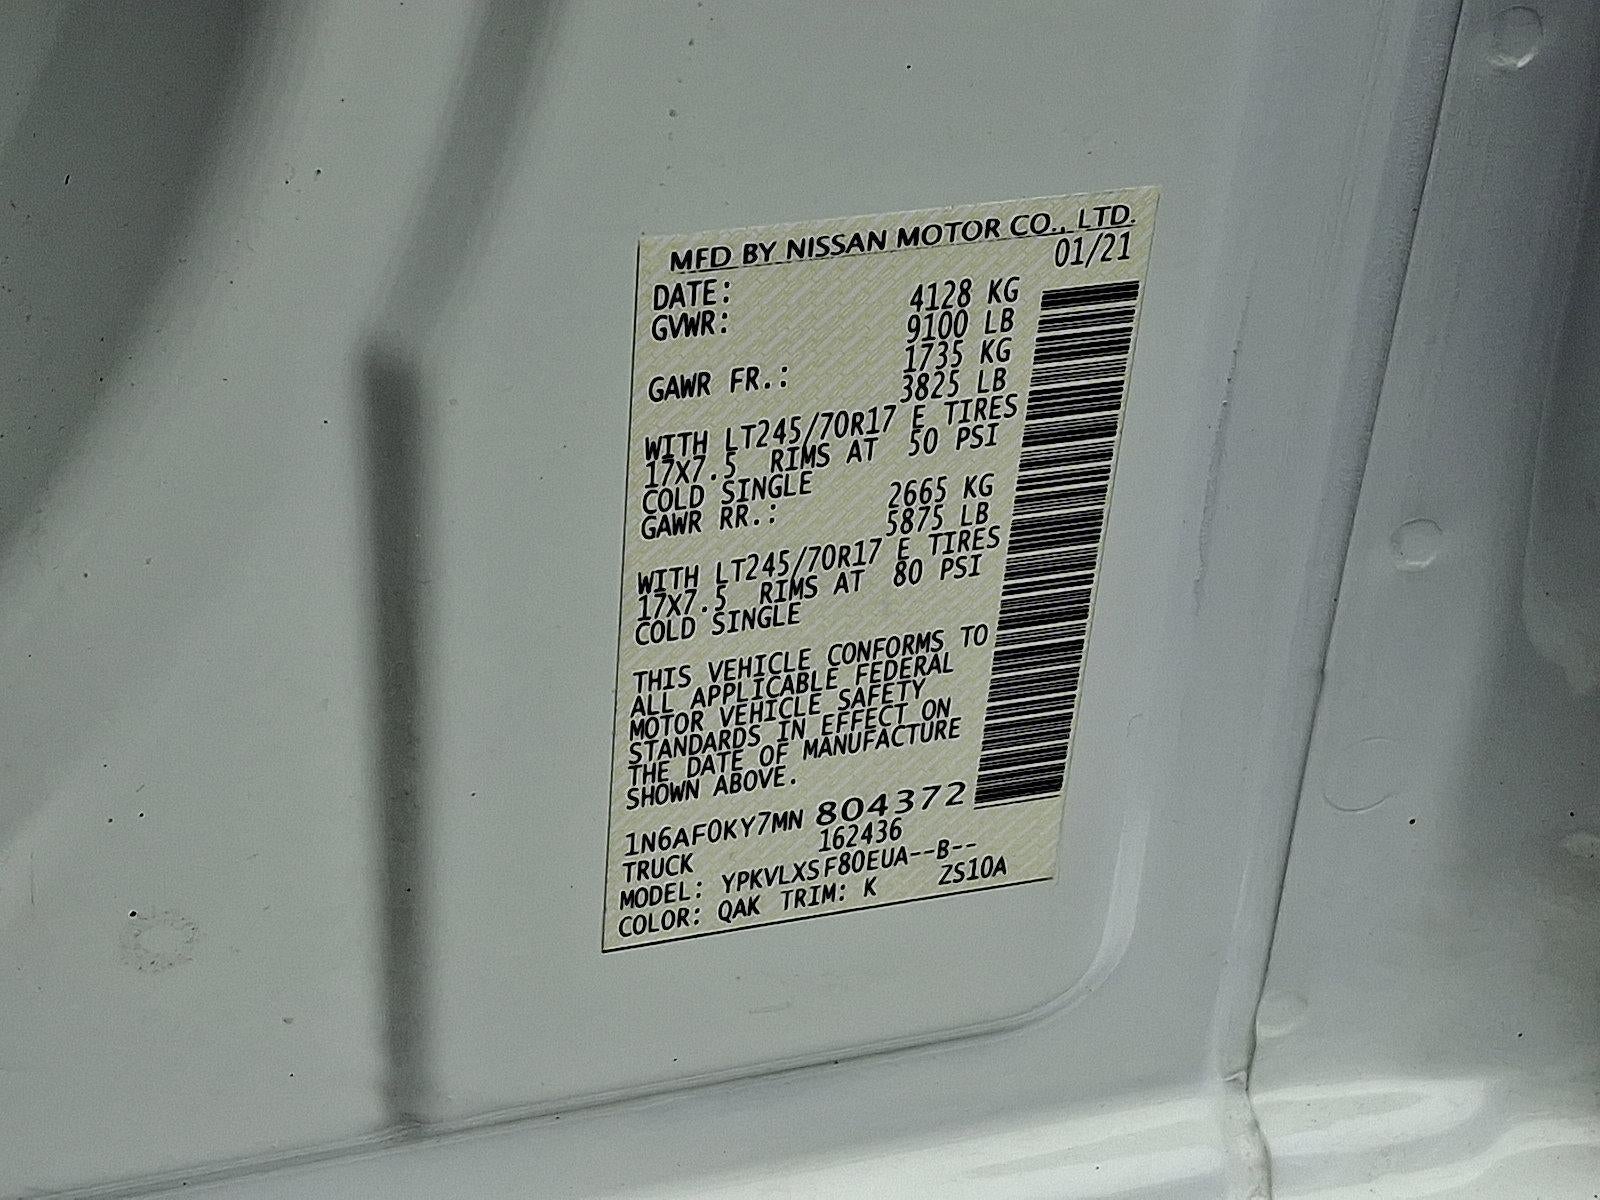 MFD BY NISSAN MOTOR CO., LTD.
DATE: 01/21
GVWR: 4128 KG
9100 LB
GAWR FR.: 1735 KG
3825 LB
WITH LT245/70R17 E TIRES
17X7.5 RIMS AT 50 PSI
COLD SINGLE
GAWR RR.: 2665 KG
5875 LB
WITH LT245/70R17 E TIRES
17X7.5 RIMS AT 80 PSI
COLD SINGLE
THIS VEHICLE CONFORMS TO
ALL APPLICABLE FEDERAL
MOTOR VEHICLE SAFETY
STANDARDS IN EFFECT ON
THE DATE OF MANUFACTURE
SHOWN ABOVE.
1N6AF0KY7MN 804372
TRUCK 162436
MODEL: YPKVLXSF80EUA--B--
COLOR: QAK TRIM: K ZS10A